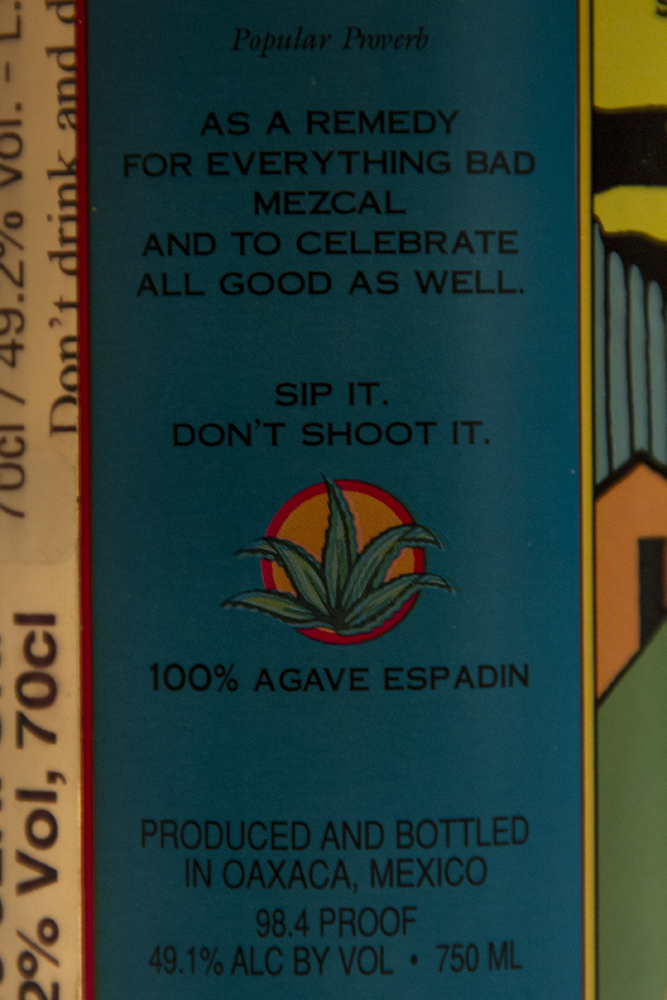 Popular Proverb
AS A REMEDY
FOR EVERYTHING BAD
MEZCAL
AND TO CELEBRATE
ALL GOOD AS WELL.
SIP IT.
DON'T SHOOT IT.
100% AGAVE ESPADIN
PRODUCED AND BOTTLED
IN OAXACA, MEXICO
98.4 PROOF
49.1% ALC BY VOL • 750 ML
70cl / 49.2% Vol. – L.
Don't drink and d
2% Vol, 70cl